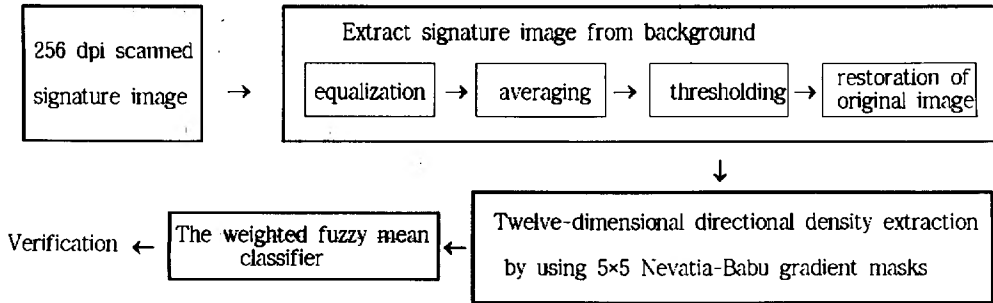 256 dpi scanned
signature image
→
Extract signature image from background
equalization → averaging → thresholding → restoration of
original image
↓
Twelve-dimensional directional density extraction
by using 5×5 Nevatia-Babu gradient masks
←
The weighted fuzzy mean
classifier
← 
Verification